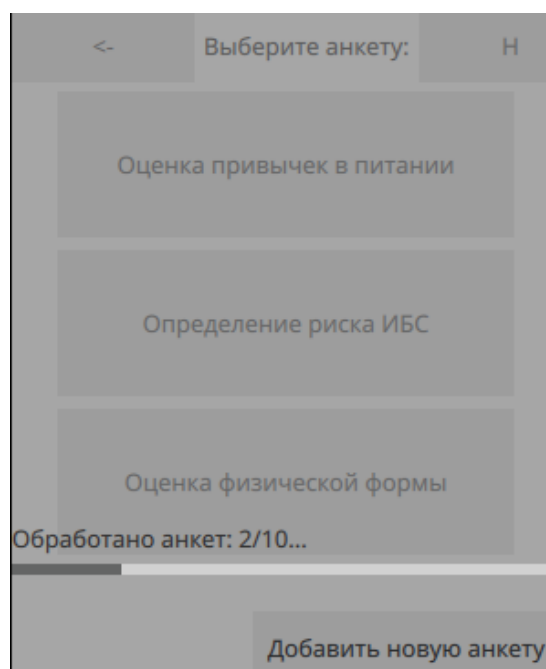 <- Выберите анкету: Н
Оценка привычек в питании
Определение риска ИБС
Оценка физической формы
Обработано анкет: 2/10...
Добавить новую анкету